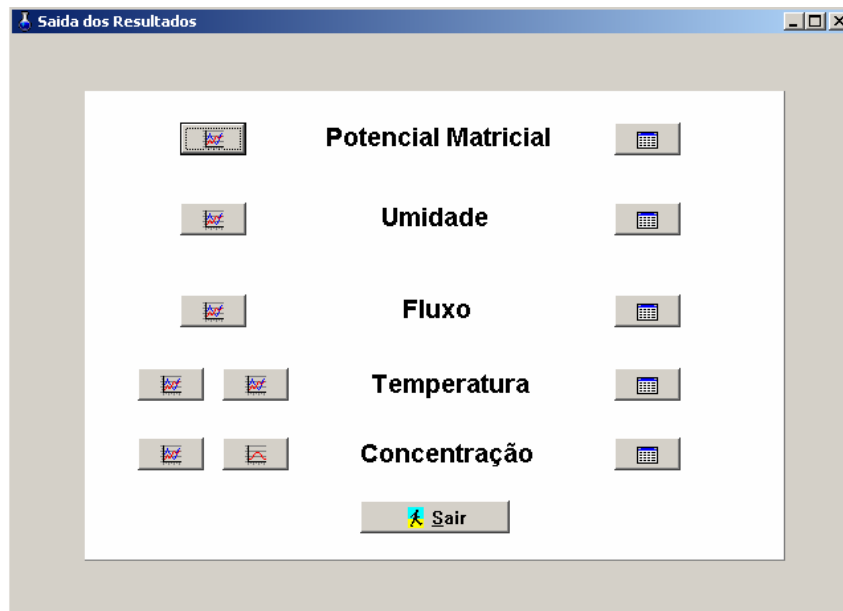 Saida dos Resultados
Potencial Matricial
Umidade
Fluxo
Temperatura
Concentração
Sair